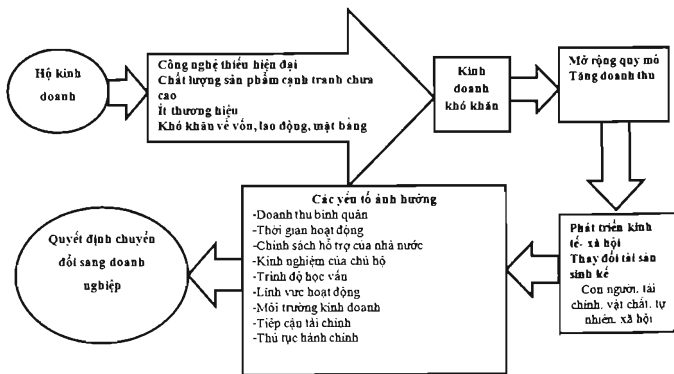 Hộ kinh
doanh
Công nghệ thiếu hiện đại
Chất lượng sản phẩm cạnh tranh chưa
cao
Ít thương hiệu
Khó khăn về vốn, lao động, mặt bằng
Kinh
doanh
khó khăn
Mở rộng quy mô
Tăng doanh thu
Phát triển kinh
tế- xã hội
Thay đổi tài sản
sinh kế
Con người, tài
chính, vật chất, tự
nhiên, xã hội
Các yếu tố ảnh hưởng
-Doanh thu bình quân
-Thời gian hoạt động
-Chính sách hỗ trợ của nhà nước
-Kinh nghiệm của chủ hộ
-Trình độ học vấn
-Lĩnh vực hoạt động
-Môi trường kinh doanh
-Tiếp cận tài chính
-Thủ tục hành chính
Quyết định chuyển
đổi sang doanh
nghiệp